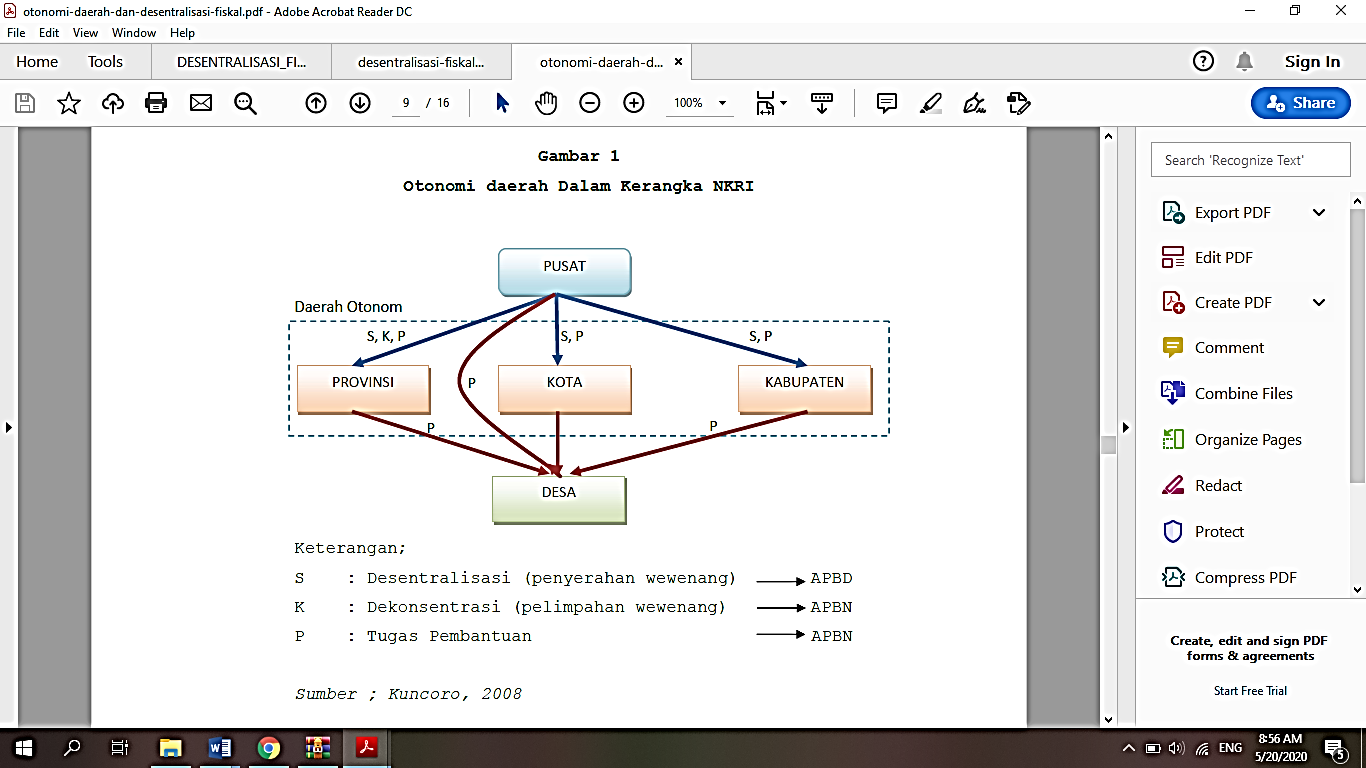 otonomi-daerah-dan-desentralisasi-fiskal.pdf - Adobe Acrobat Reader DC
File Edit View Window Help
Home Tools DESENTRALISASI_FI... desentralisasi-fiskal... otonomi-daerah-d... ×
? Sign In
9 / 16 100% Share
Gambar 1
Otonomi daerah Dalam Kerangka NKRI
PUSAT
Daerah Otonom
S, K, P S, P S, P
PROVINSI P KOTA KABUPATEN
P P
DESA
Keterangan;
S : Desentralisasi (penyerahan wewenang) APBD
K : Dekonsentrasi (pelimpahan wewenang) APBN
P : Tugas Pembantuan APBN
Sumber ; Kuncoro, 2008
Search 'Recognize Text'
Export PDF
Edit PDF
Create PDF
Comment
Combine Files
Organize Pages
Redact
Protect
Compress PDF
Create, edit and sign PDF
forms & agreements
Start Free Trial
ENG
8:56 AM
5/20/2020
5